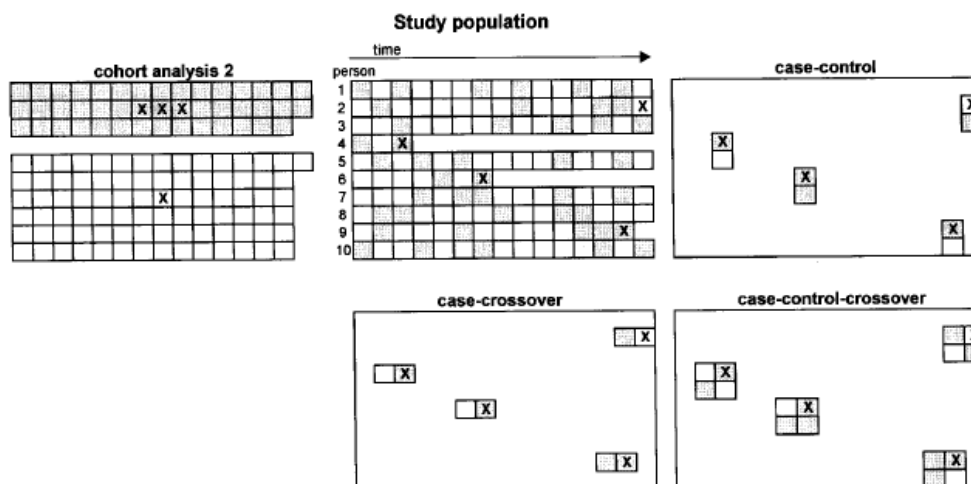 Study population
time
cohort analysis 2
person
case-control
1
2
3
4
5
6
7
8
9
10
X X X
X
X
X
X
X
X
X
X
X
case-crossover
case-control-crossover
X
X
X
X
X
X
X